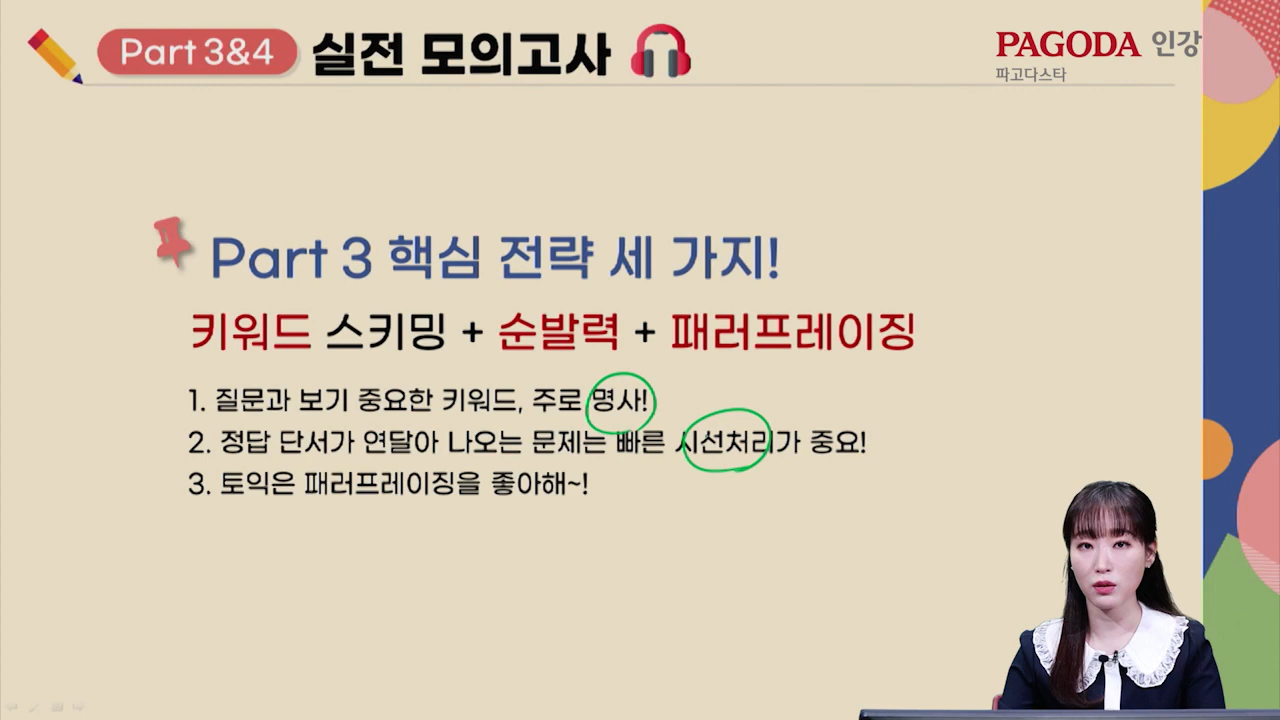 Part 3&4 실전 모의고사
PAGODA 인강
파고다스타
Part 3 핵심 전략 세 가지!
키워드 스키밍 + 순발력 + 패러프레이징
1. 질문과 보기 중요한 키워드, 주로 명사!
2. 정답 단서가 연달아 나오는 문제는 빠른 시선처리가 중요!
3. 토익은 패러프레이징을 좋아해~!